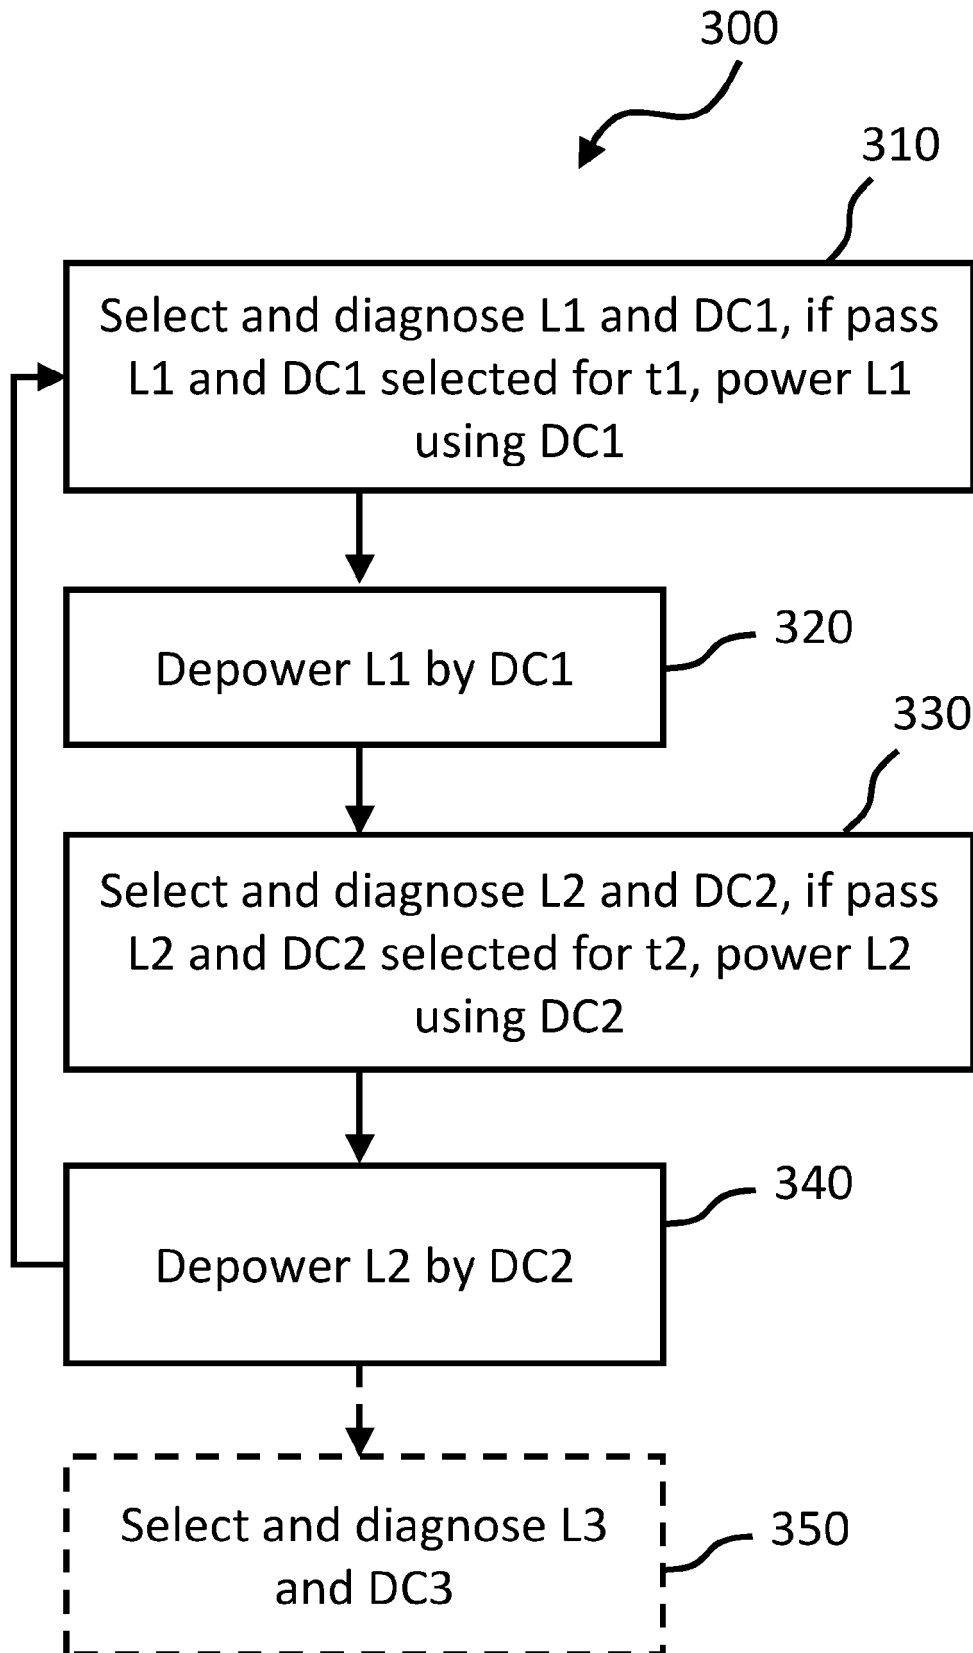 300
310
Select and diagnose L1 and DC1, if pass
L1 and DC1 selected for t1, power L1
using DC1
320
Depower L1 by DC1
330
Select and diagnose L2 and DC2, if pass
L2 and DC2 selected for t2, power L2
using DC2
340
Depower L2 by DC2
350
Select and diagnose L3
and DC3